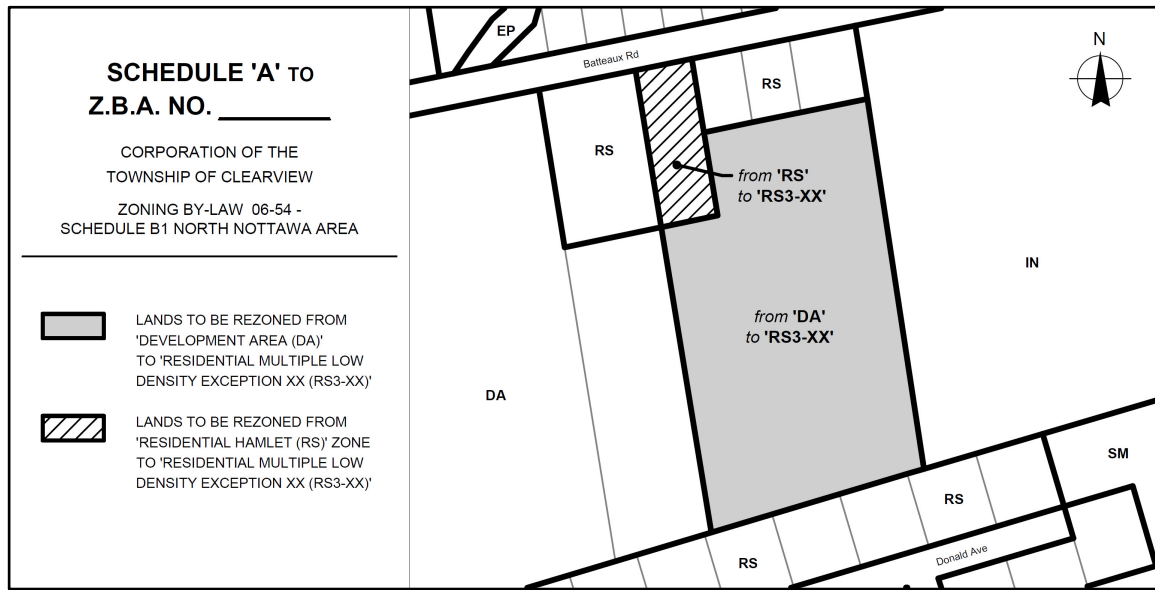 SCHEDULE 'A' TO
Z.B.A. NO. __________
CORPORATION OF THE
TOWNSHIP OF CLEARVIEW
ZONING BY-LAW 06-54 -
SCHEDULE B1 NORTH NOTTAWA AREA
LANDS TO BE REZONED FROM
'DEVELOPMENT AREA (DA)'
TO 'RESIDENTIAL MULTIPLE LOW
DENSITY EXCEPTION XX (RS3-XX)'
LANDS TO BE REZONED FROM
'RESIDENTIAL HAMLET (RS)' ZONE
TO 'RESIDENTIAL MULTIPLE LOW
DENSITY EXCEPTION XX (RS3-XX)'
EP
Batteaux Rd
N
RS
RS
from 'RS'
to 'RS3-XX'
IN
from 'DA'
to 'RS3-XX'
DA
SM
RS
Donald Ave
RS